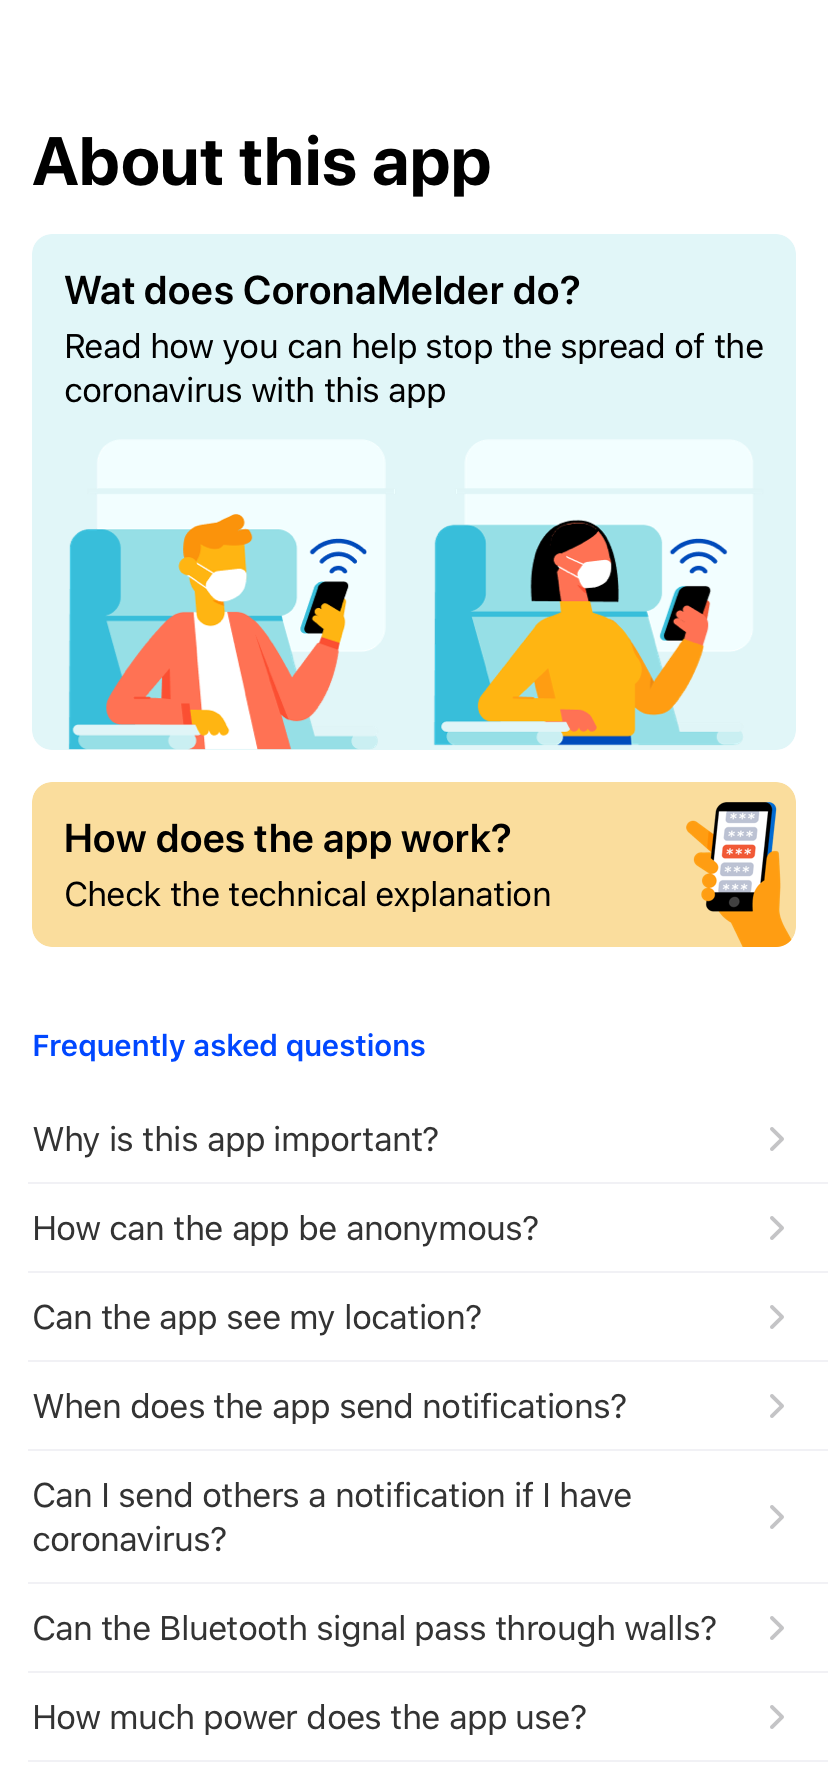 About this app
Wat does CoronaMelder do?
Read how you can help stop the spread of the
coronavirus with this app
How does the app work?
Check the technical explanation
***
***
***
***
***
Frequently asked questions
Why is this app important?
How can the app be anonymous?
Can the app see my location?
When does the app send notifications?
Can I send others a notification if I have
coronavirus?
Can the Bluetooth signal pass through walls?
How much power does the app use?